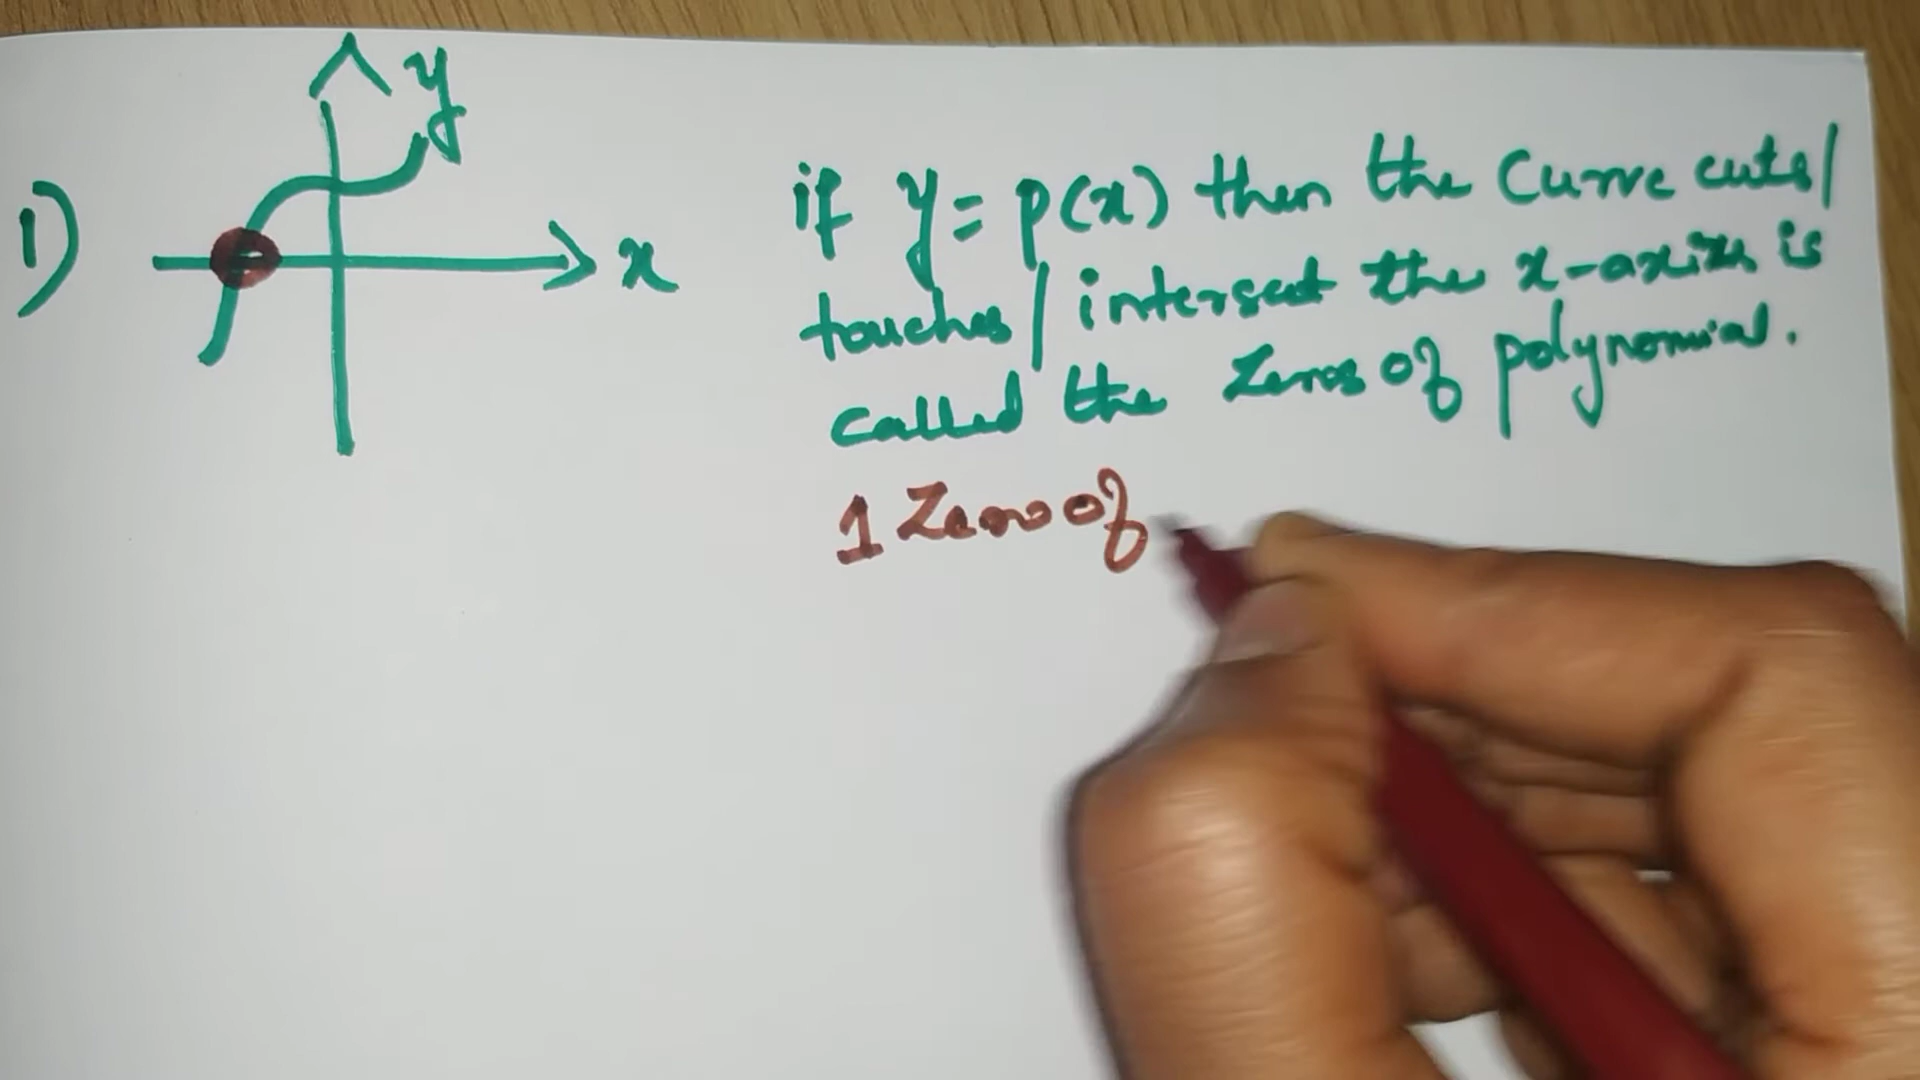 1)
y
x
if y = p(x) then the curve cuts/
touches/ intersect the x-axis is
called the Zeros of polynomial.
1 Zero of